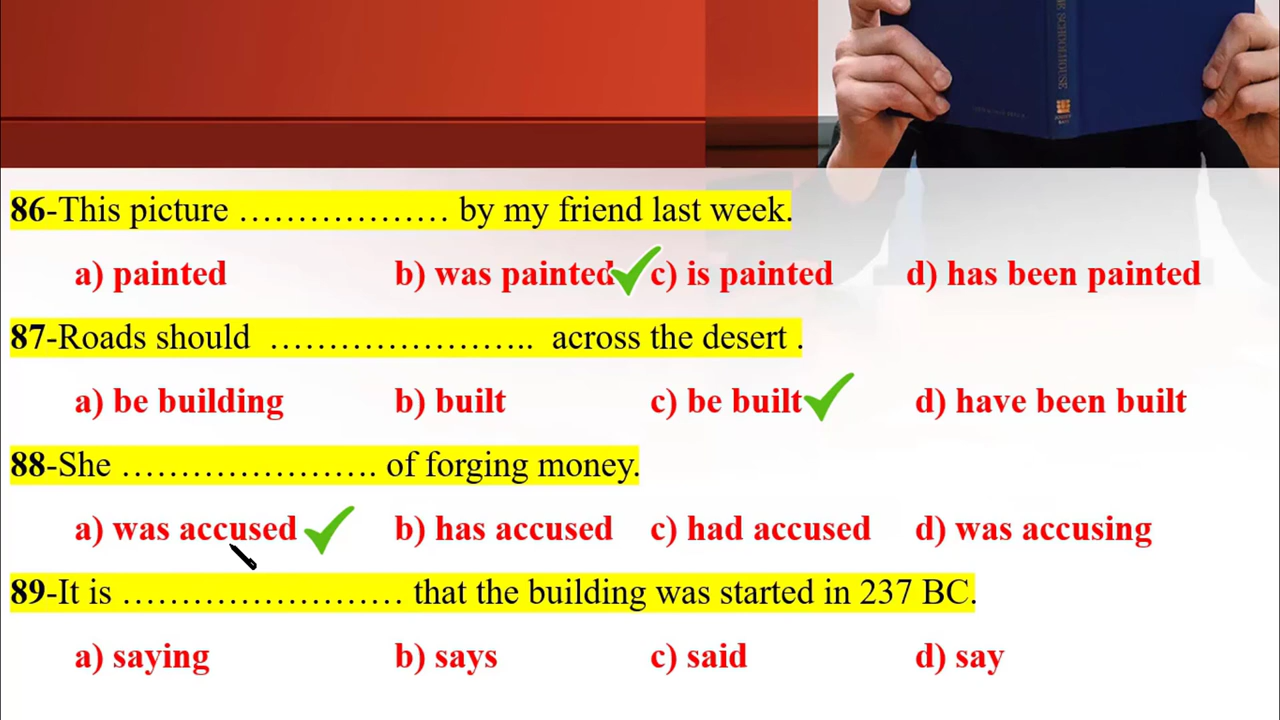 86-This picture ……………… by my friend last week.
a) painted b) was painted c) is painted d) has been painted
87-Roads should ………………….. across the desert .
a) be building b) built c) be built d) have been built
88-She …………………. of forging money.
a) was accused b) has accused c) had accused d) was accusing
89-It is …………………… that the building was started in 237 BC.
a) saying b) says c) said d) say